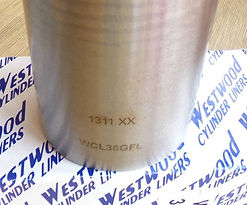 1311 XX
WCL36GFL
WESTWOOD
CYLINDER LINERS
WESTWOOD
CYLINDER LINERS